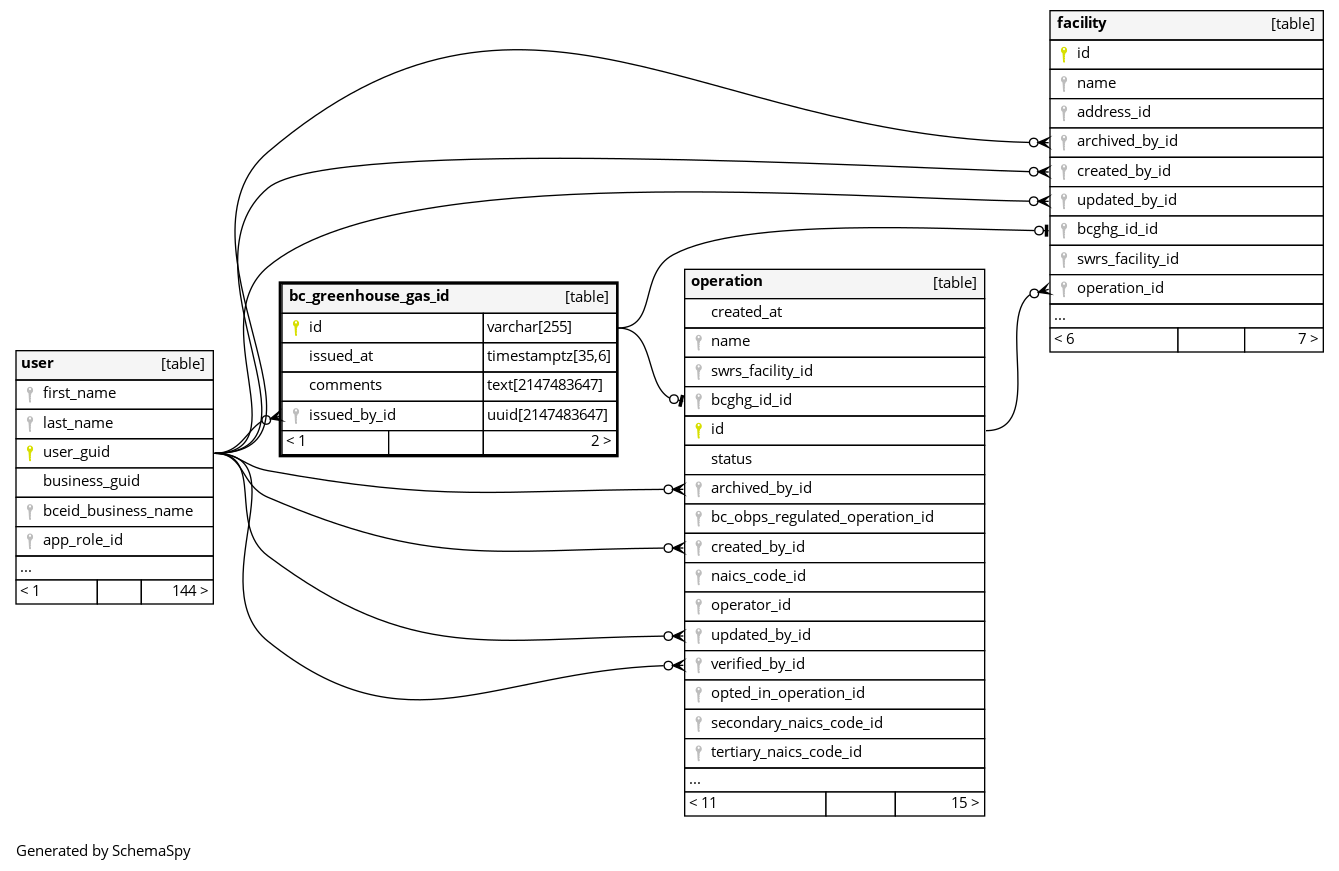 facility [table]
id
name
address_id
archived_by_id
created_by_id
updated_by_id
bcghg_id_id
swrs_facility_id
operation_id
...
< 6 7 >
bc_greenhouse_gas_id [table]
id varchar[255]
issued_at timestamptz[35,6]
comments text[2147483647]
issued_by_id uuid[2147483647]
< 1 2 >
operation [table]
created_at
name
swrs_facility_id
bcghg_id_id
id
status
archived_by_id
bc_obps_regulated_operation_id
created_by_id
naics_code_id
operator_id
updated_by_id
verified_by_id
opted_in_operation_id
secondary_naics_code_id
tertiary_naics_code_id
...
< 11 15 >
user [table]
first_name
last_name
user_guid
business_guid
bceid_business_name
app_role_id
...
< 1 144 >
Generated by SchemaSpy